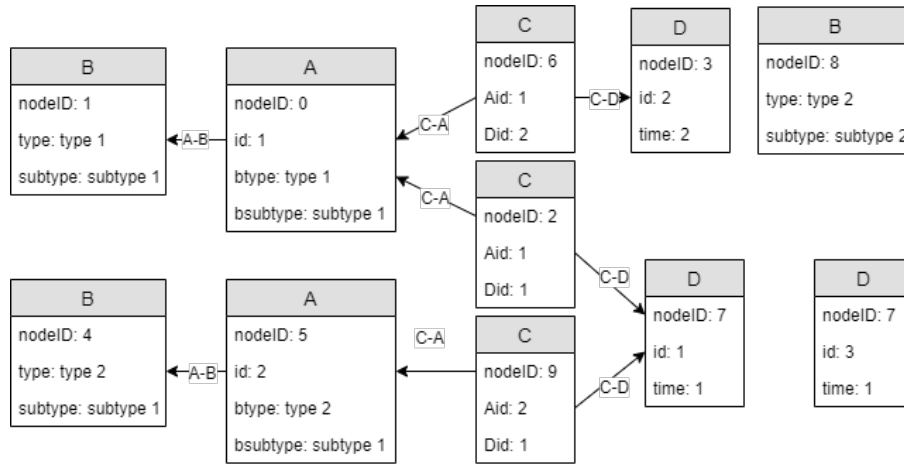 B
nodeID: 1
type: type 1
subtype: subtype 1
A-B
A
nodeID: 0
id: 1
btype: type 1
bsubtype: subtype 1
C-A
C
nodeID: 6
Aid: 1
Did: 2
C-D
D
nodeID: 3
id: 2
time: 2
B
nodeID: 8
type: type 2
subtype: subtype 2
C-A
C
nodeID: 2
Aid: 1
Did: 1
C-D
B
nodeID: 4
type: type 2
subtype: subtype 1
A-B
A
nodeID: 5
id: 2
btype: type 2
bsubtype: subtype 1
C-A
C
nodeID: 9
Aid: 2
Did: 1
C-D
D
nodeID: 7
id: 1
time: 1
D
nodeID: 7
id: 3
time: 1